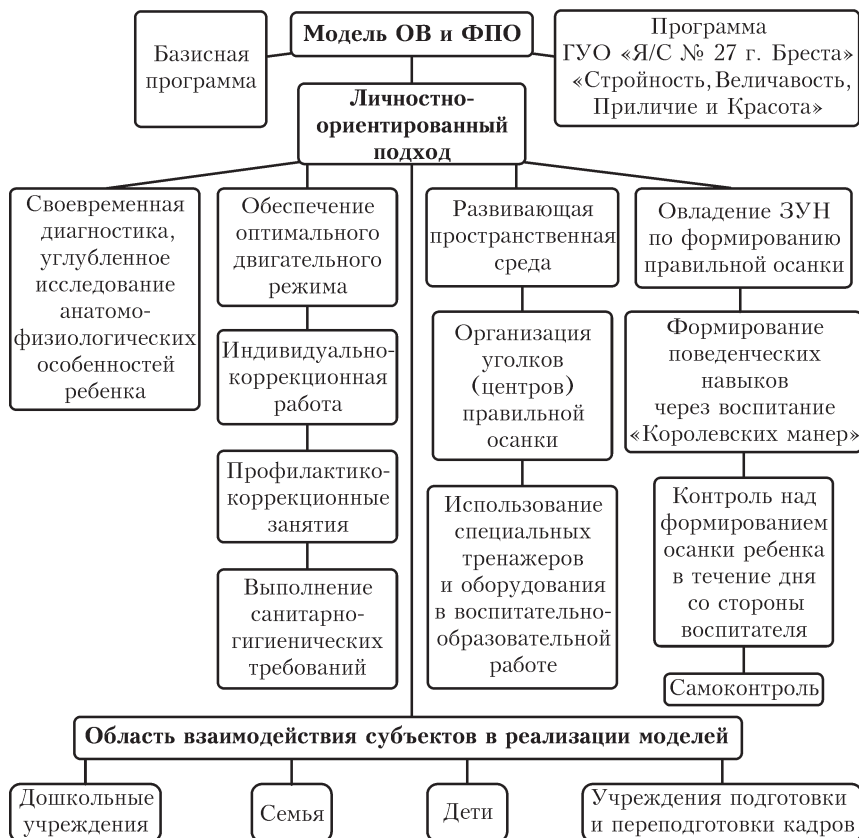 Модель ОВ и ФПО
Базисная
программа
Программа
ГУО «Я/С № 27 г. Бреста»
«Стройность, Величавость,
Приличие и Красота»
Личностно-
ориентированный
подход
Своевременная
диагностика,
углубленное
исследование
анатомо-
физиологических
особенностей
ребенка
Обеспечение
оптимального
двигательного
режима
Индивидуально-
коррекционная
работа
Профилактико-
коррекционные
занятия
Выполнение
санитарно-
гигиенических
требований
Развивающая
пространственная
среда
Организация
уголков
(центров)
правильной
осанки
Использование
специальных
тренажеров
и оборудования
в воспитательно-
образовательной
работе
Овладение ЗУН
по формированию
правильной осанки
Формирование
поведенческих
навыков
через воспитание
«Королевских манер»
Контроль над
формированием
осанки ребенка
в течение дня
со стороны
воспитателя
Самоконтроль
Область взаимодействия субъектов в реализации моделей
Дошкольные
учреждения
Семья
Дети
Учреждения подготовки
и переподготовки кадров